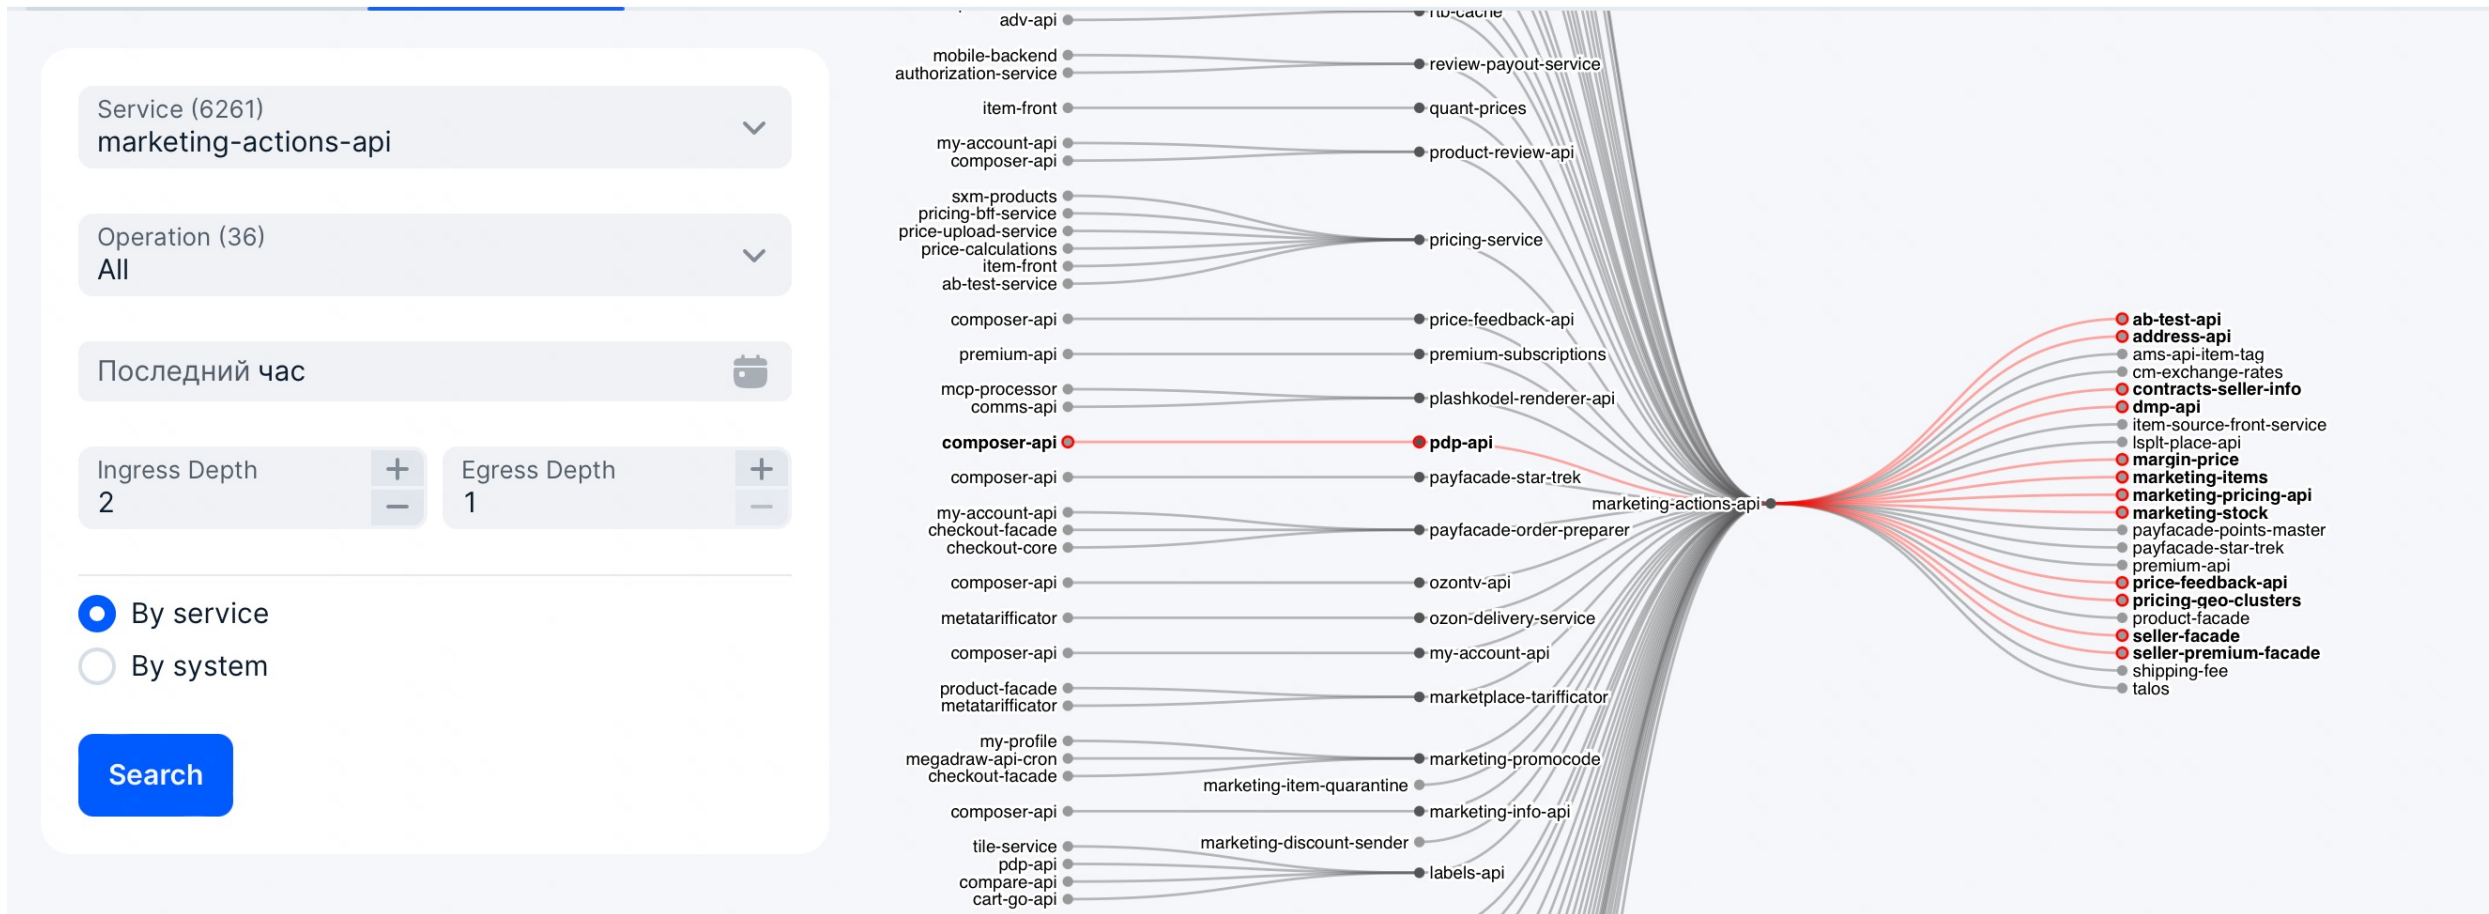 Service (6261)
marketing-actions-api
Operation (36)
All
Последний час
Ingress Depth
2
Egress Depth
1
By service
By system
Search
adv-api
mobile-backend
authorization-service
item-front
my-account-api
composer-api
sxm-products
pricing-bff-service
price-upload-service
price-calculations
item-front
ab-test-service
composer-api
premium-api
mcp-processor
comms-api
composer-api
composer-api
my-account-api
checkout-facade
checkout-core
composer-api
metatarifficator
composer-api
product-facade
metatarifficator
my-profile
megadraw-api-cron
checkout-facade
composer-api
tile-service
pdp-api
compare-api
cart-go-api
rtb-cache
review-payout-service
quant-prices
product-review-api
pricing-service
price-feedback-api
premium-subscriptions
plashkodel-renderer-api
pdp-api
payfacade-star-trek
payfacade-order-preparer
ozontv-api
ozon-delivery-service
my-account-api
marketplace-tarifficator
marketing-promocode
marketing-item-quarantine
marketing-info-api
marketing-discount-sender
labels-api
marketing-actions-api
ab-test-api
address-api
ams-api-item-tag
cm-exchange-rates
contracts-seller-info
dmp-api
item-source-front-service
lsplt-place-api
margin-price
marketing-items
marketing-pricing-api
marketing-stock
payfacade-points-master
payfacade-star-trek
premium-api
price-feedback-api
pricing-geo-clusters
product-facade
seller-facade
seller-premium-facade
shipping-fee
talos